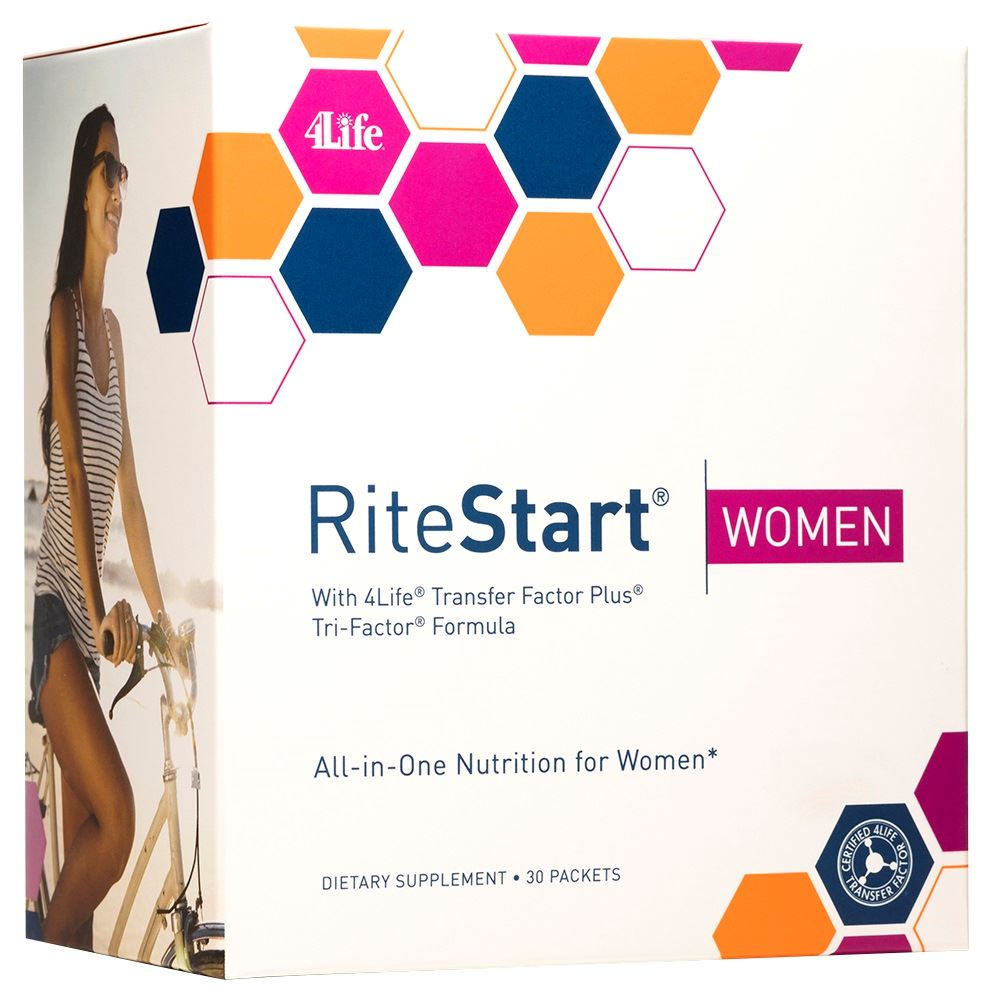 4Life
RiteStart®
WOMEN
With 4Life® Transfer Factor Plus®
Tri-Factor® Formula
All-in-One Nutrition for Women*
DIETARY SUPPLEMENT • 30 PACKETS
CERTIFIED 4LIFE
TRANSFER FACTOR